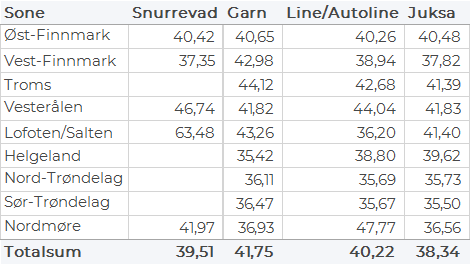 Sone Snurrevad Garn Line/Autoline Juksa
Øst-Finnmark 40,42 40,65 40,26 40,48
Vest-Finnmark 37,35 42,98 38,94 37,82
Troms 44,12 42,68 41,39
Vesterålen 46,74 41,82 44,04 41,83
Lofoten/Salten 63,48 43,26 36,20 41,40
Helgeland 35,42 38,80 39,62
Nord-Trøndelag 36,11 35,69 35,73
Sør-Trøndelag 36,47 35,67 35,50
Nordmøre 41,97 36,93 47,77 36,56
Totalsum 39,51 41,75 40,22 38,34